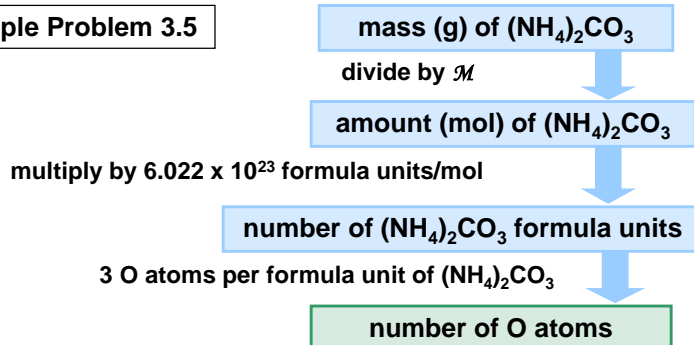 ple Problem 3.5
mass (g) of (NH₄)₂CO₃
divide by ℳ
amount (mol) of (NH₄)₂CO₃
multiply by 6.022 x 10²³ formula units/mol
number of (NH₄)₂CO₃ formula units
3 O atoms per formula unit of (NH₄)₂CO₃
number of O atoms